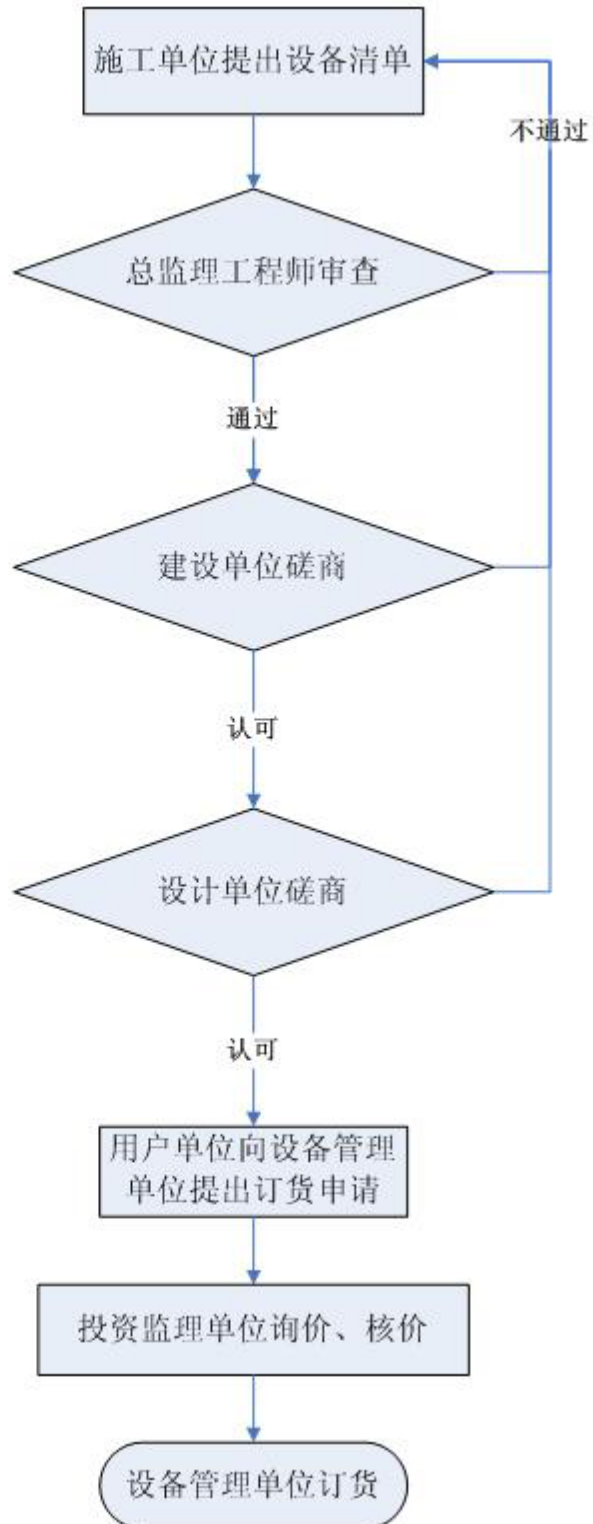 施工单位提出设备清单
不通过
总监理工程师审查
通过
建设单位磋商
认可
设计单位磋商
认可
用户单位向设备管理
单位提出订货申请
投资监理单位询价、核价
设备管理单位订货